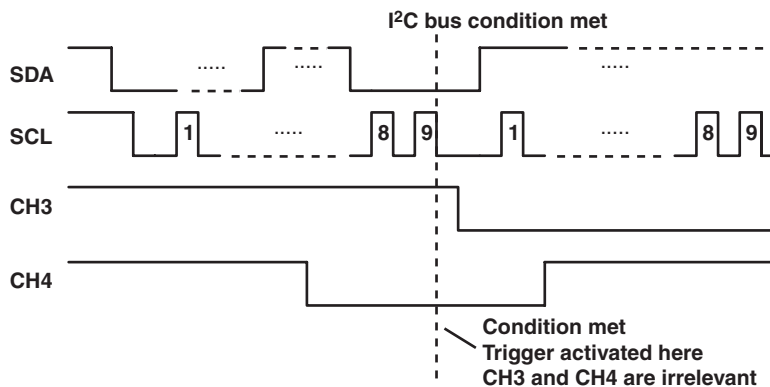 I²C bus condition met
SDA ..... ..... .....
SCL 1 ..... 8 9 1 ..... 8 9
CH3
CH4
Condition met
Trigger activated here
CH3 and CH4 are irrelevant